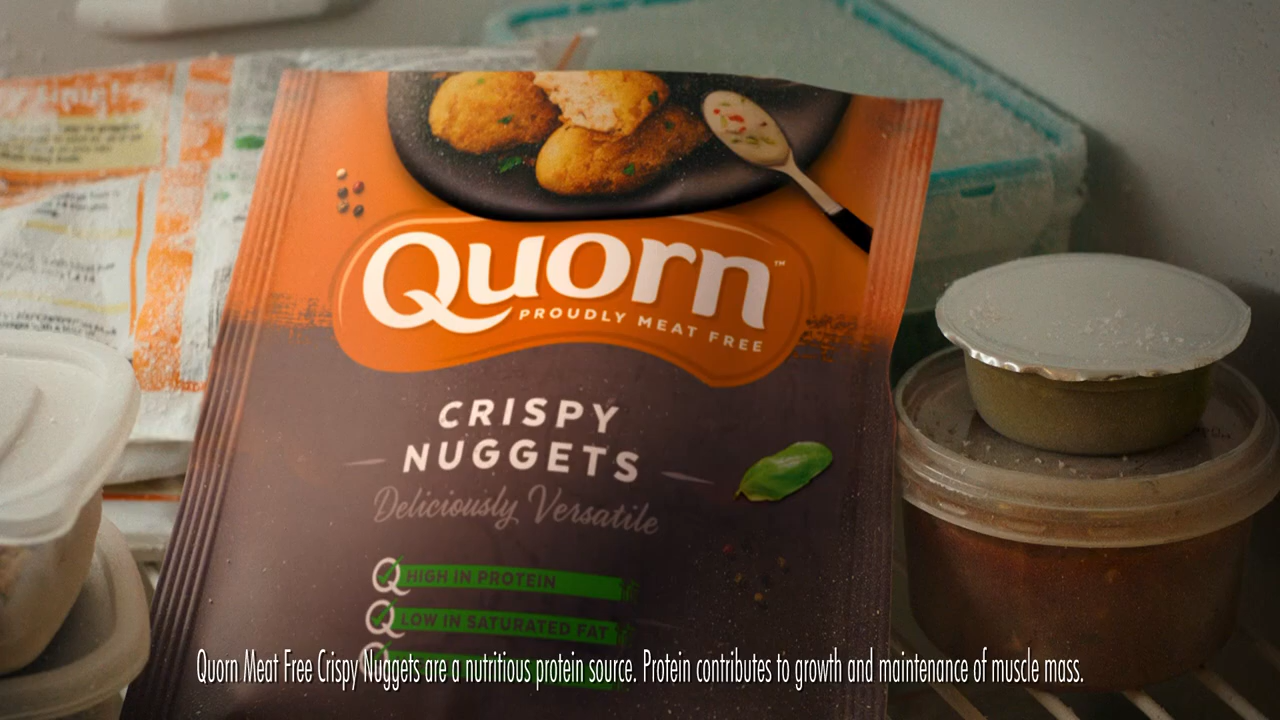 Quorn™
PROUDLY MEAT FREE
CRISPY
NUGGETS
Deliciously Versatile
HIGH IN PROTEIN
LOW IN SATURATED FAT
Quorn Meat Free Crispy Nuggets are a nutritious protein source. Protein contributes to growth and maintenance of muscle mass.